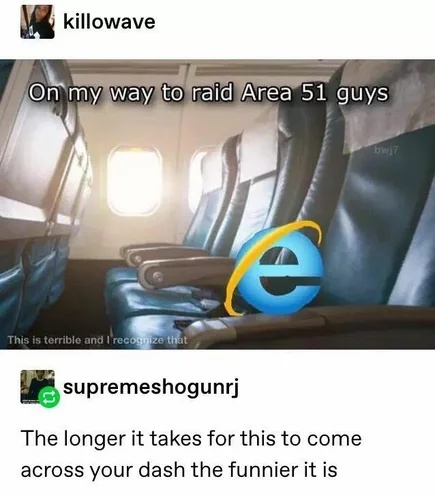 killowave
On my way to raid Area 51 guys
bwj7
This is terrible and I recognize that
supremeshogunrj
The longer it takes for this to come
across your dash the funnier it is